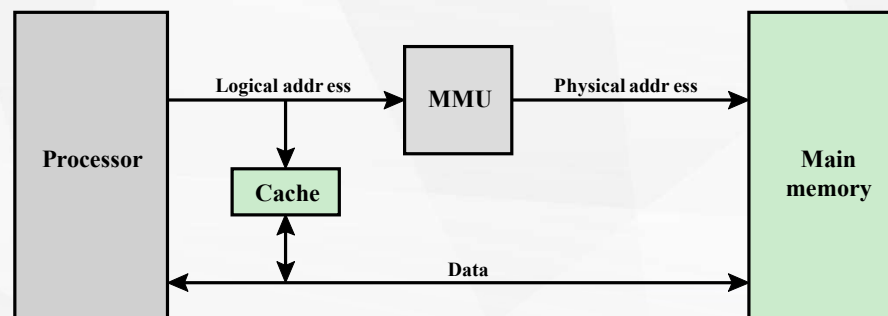 Logical addr ess
MMU
Physical addr ess
Processor
Cache
Main
memory
Data